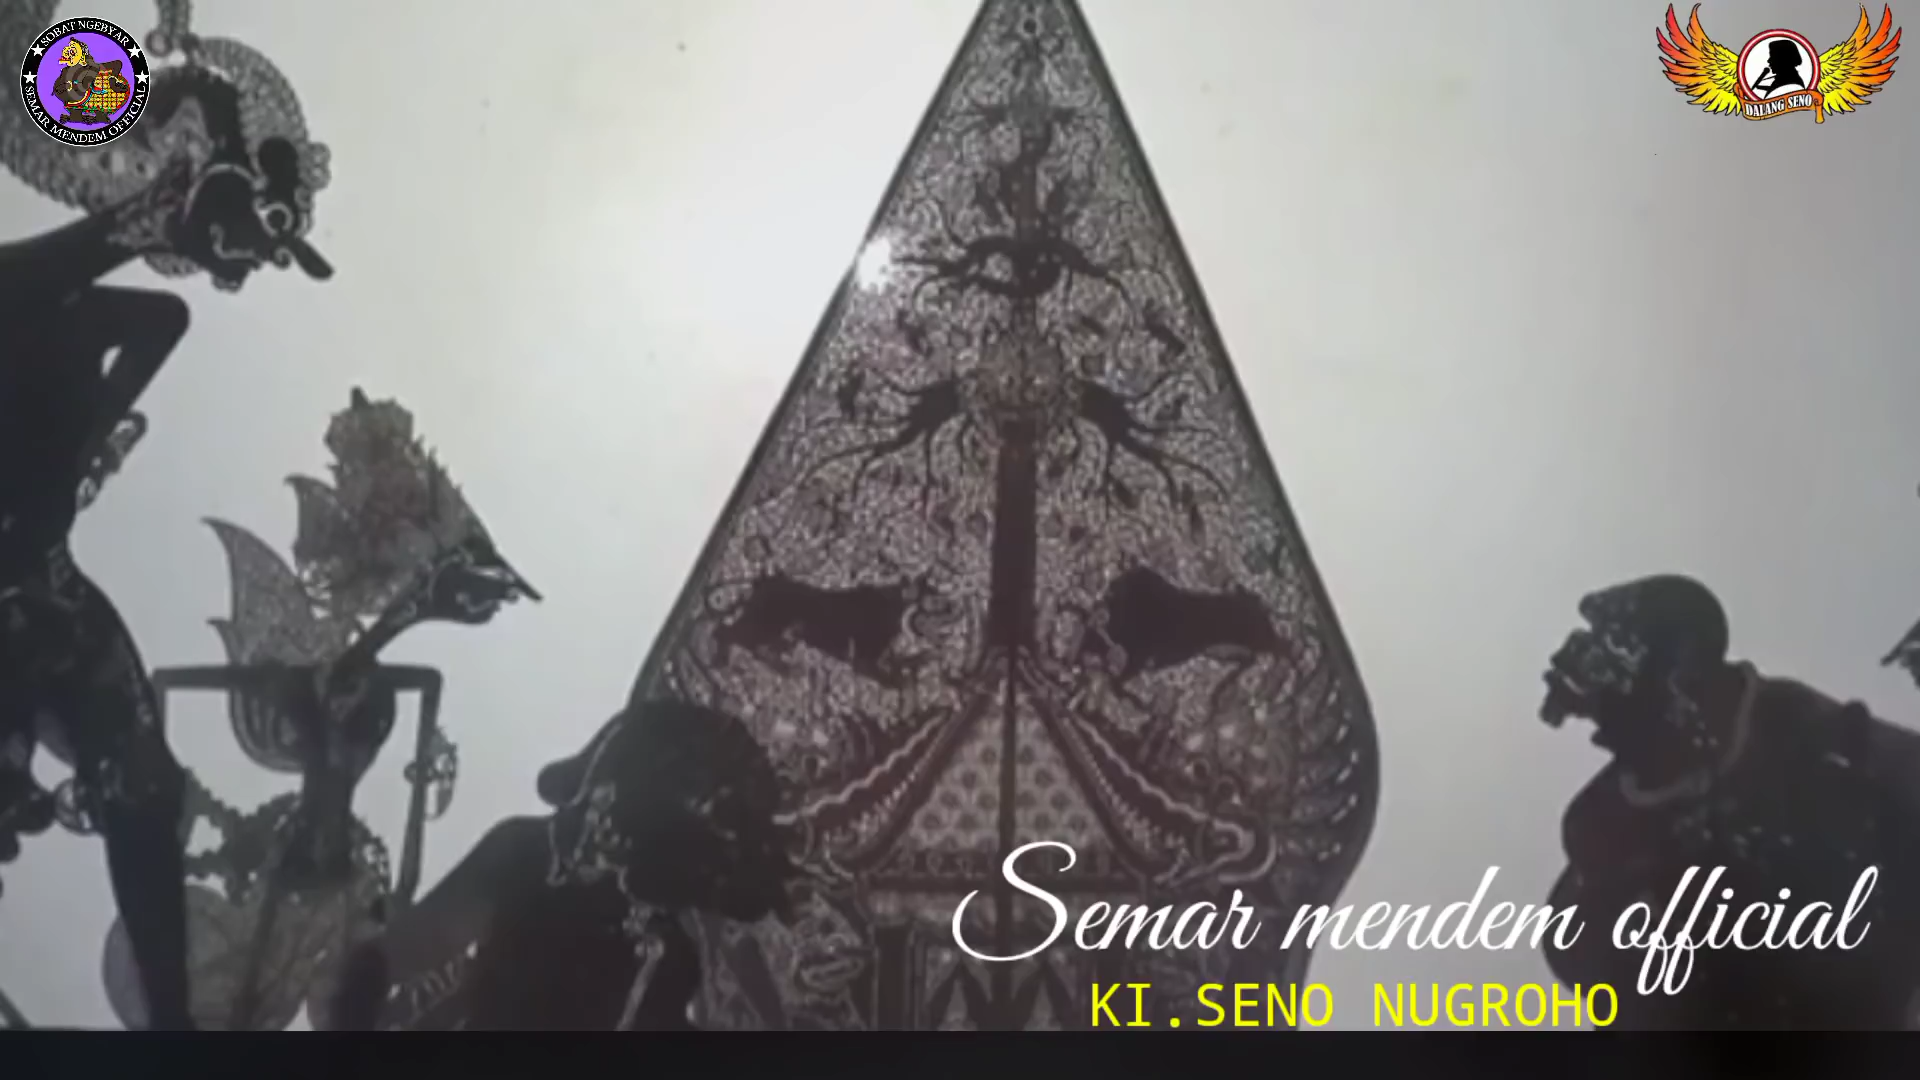 SOBAT NGEBYAR
SEMAR MENDEM OFFICIAL
DALANG SENO
Semar mendem official
KI.SENO NUGROHO